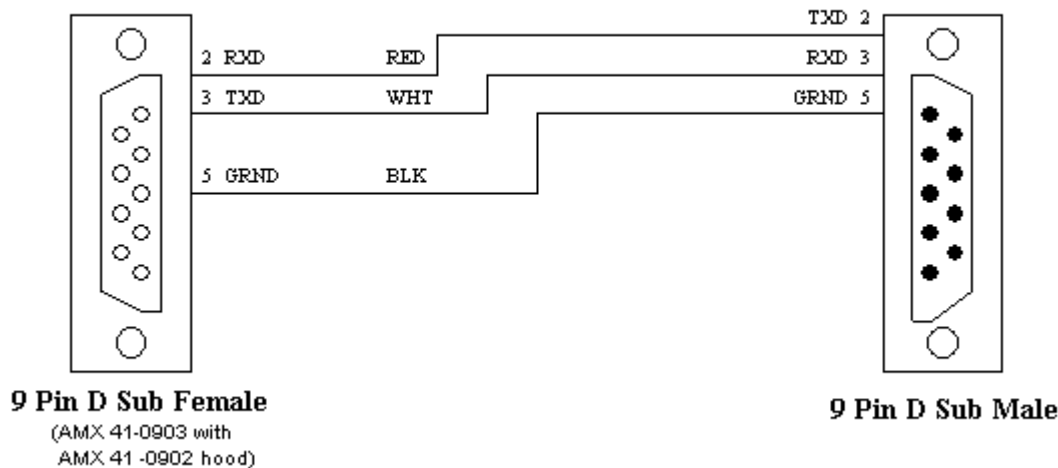 TXD 2
2 RXD RED RXD 3
3 TXD WHT GRND 5
5 GRND BLK
9 Pin D Sub Female
(AMX 41-0903 with
AMX 41 -0902 hood)
9 Pin D Sub Male